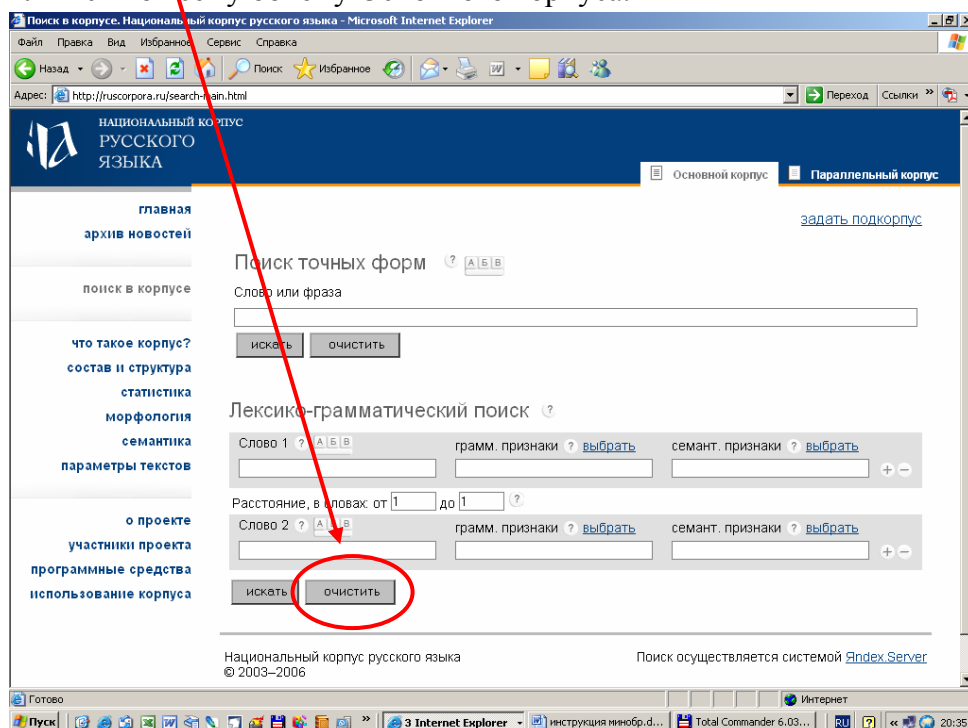 Поиск в корпусе. Национальный корпус русского языка - Microsoft Internet Explorer
Файл Правка Вид Избранное Сервис Справка
Назад Поиск Избранное
Адрес: http://ruscorpora.ru/search-main.html Переход Ссылки »
НАЦИОНАЛЬНЫЙ КОРПУС
РУССКОГО
ЯЗЫКА
Основной корпус Параллельный корпус
главная
архив новостей
поиск в корпусе
что такое корпус?
состав и структура
статистика
морфология
семантика
параметры текстов
о проекте
участники проекта
программные средства
использование корпуса
задать подкорпус
Поиск точных форм ? А Б В
Слово или фраза
искать очистить
Лексико-грамматический поиск ?
Слово 1 ? А Б В грамм. признаки ? выбрать семант. признаки ? выбрать
+ −
Расстояние, в словах: от 1 до 1 ?
Слово 2 ? А Б В грамм. признаки ? выбрать семант. признаки ? выбрать
+ −
искать очистить
Национальный корпус русского языка Поиск осуществляется системой Яndex.Server
© 2003–2006
Готово Интернет
Пуск » 3 Internet Explorer инструкция минобр.d... Total Commander 6.03... RU ? « 20:35